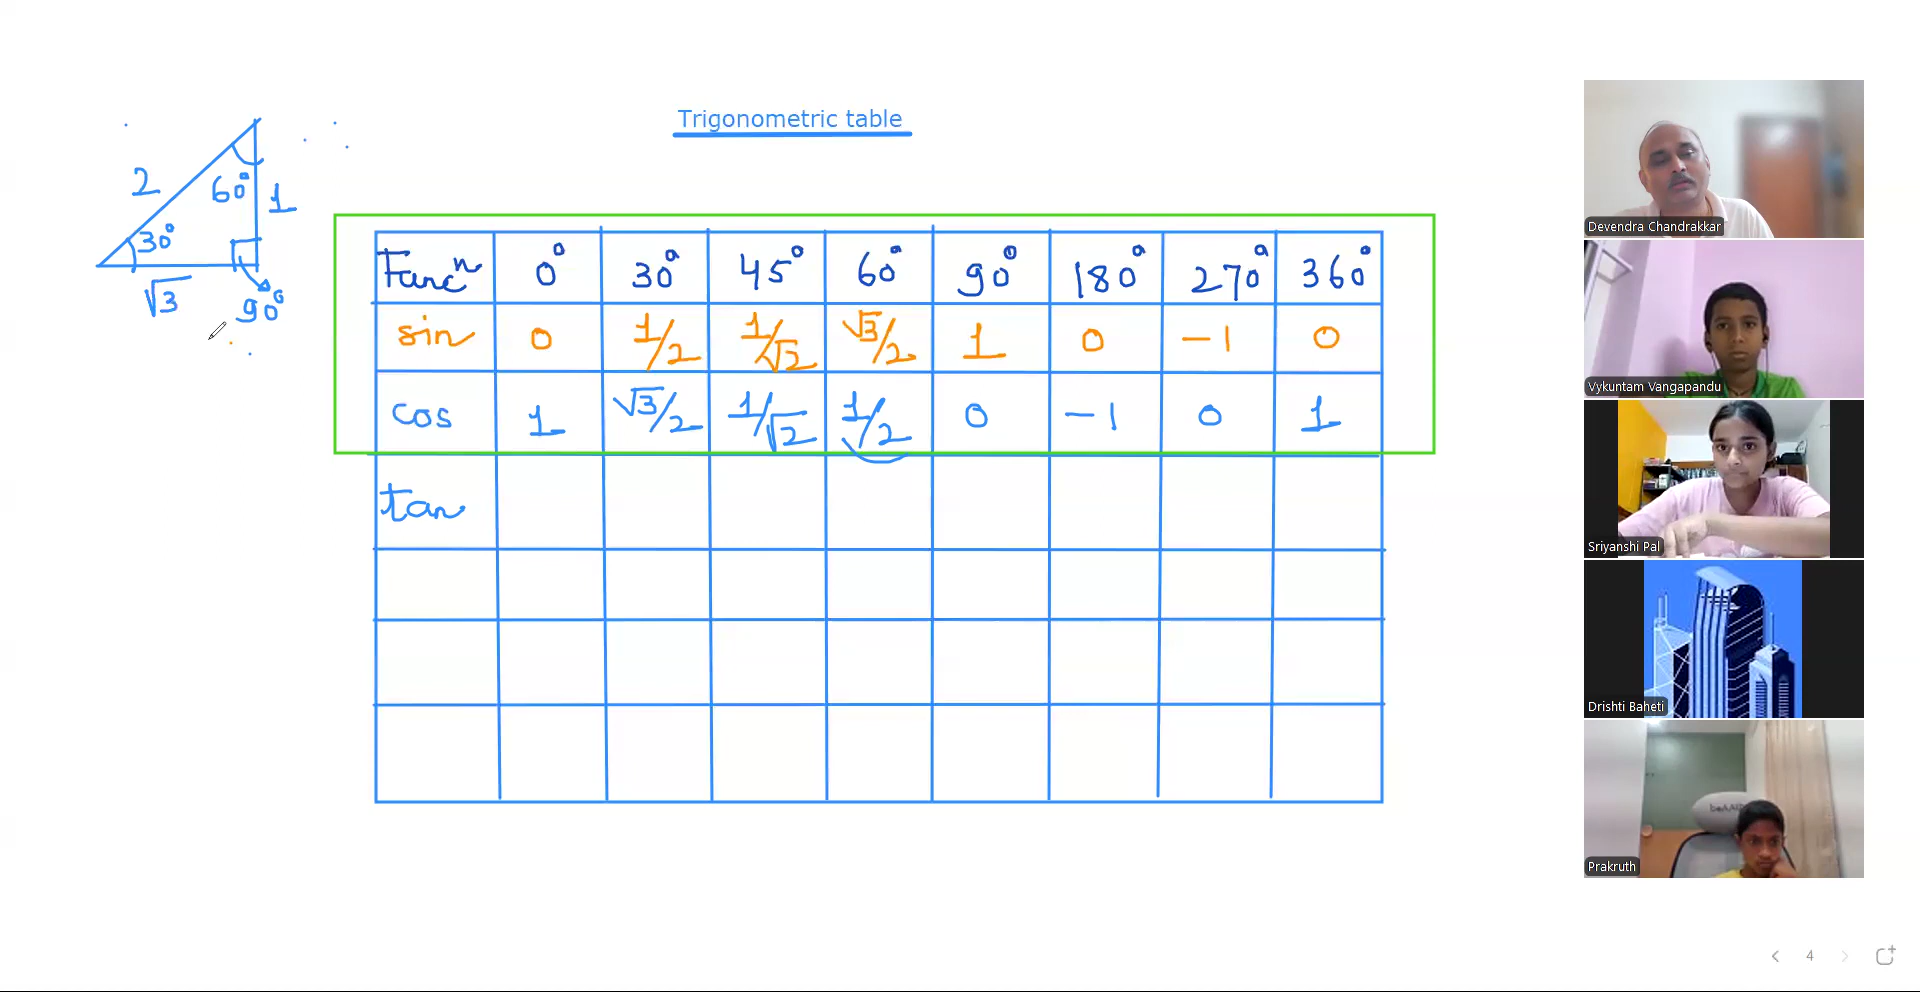 Trigonometric table
2
60°
1
30°
√3
90°
Funcⁿ 0° 30° 45° 60° 90° 180° 270° 360°
sin 0 1/2 1/√2 √3/2 1 0 -1 0
cos 1 √3/2 1/√2 1/2 0 -1 0 1
tan
Devendra Chandrakkar
Vykuntam Vangapandu
Sriyanshi Pal
Drishti Baheti
Prakruth
4